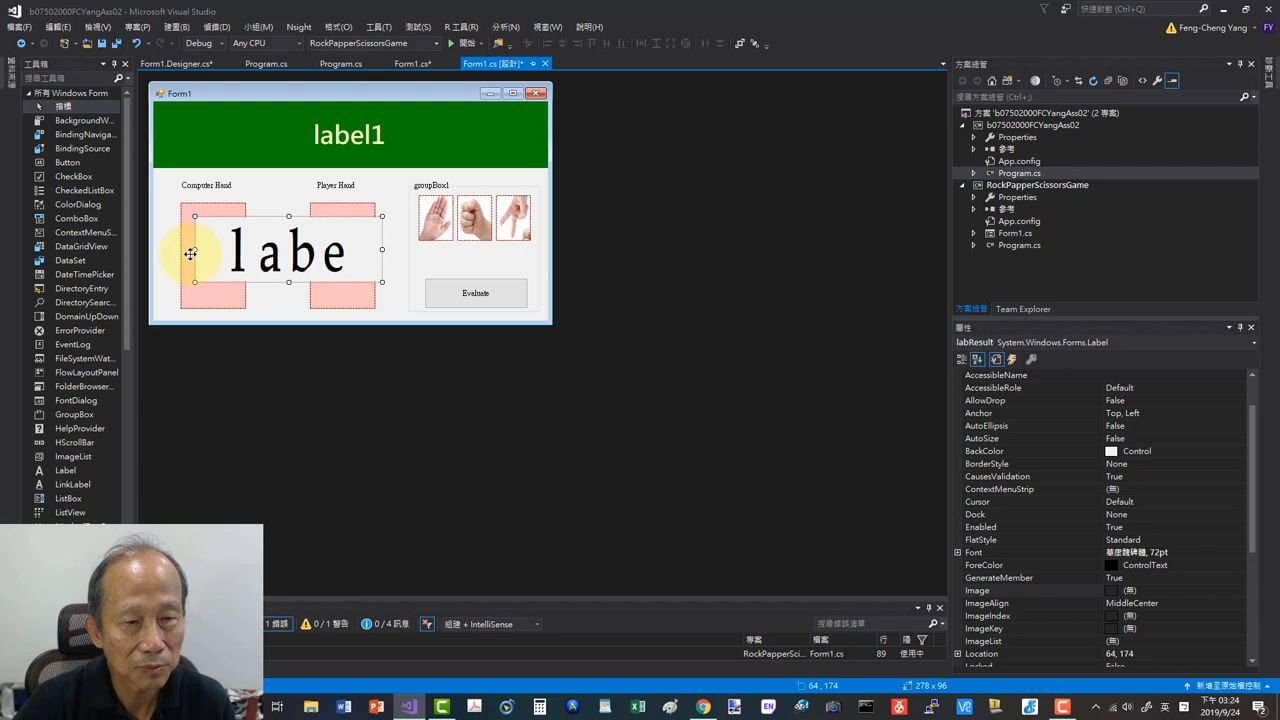 b07502000FCYangAss02 - Microsoft Visual Studio
快速啟動 (Ctrl+Q)
檔案(F) 編輯(E) 檢視(V) 專案(P) 建置(B) 偵錯(D) 小組(M) 格式(O) 工具(T) 測試(R) 分析(N) 視窗(W) 說明(H)
Feng-Cheng Yang FY
Debug Any CPU RockPapperScissorsGame 開始
工具箱
Form1.Designer.cs* Program.cs Program.cs Form1.cs* Form1.cs [設計]*
方案總管
所有 Windows Form
指標
BackgroundW...
BindingNaviga...
BindingSource
Button
CheckBox
CheckedListBox
ColorDialog
ComboBox
ContextMenuS...
DataGridView
DataSet
DateTimePicker
DirectoryEntry
DirectorySearc...
DomainUpDown
ErrorProvider
EventLog
FileSystemWat...
FlowLayoutPanel
FolderBrowser...
FontDialog
GroupBox
HelpProvider
HScrollBar
ImageList
Label
LinkLabel
ListBox
ListView
Form1
label1
Computer Hand Player Hand groupBox1
labe
Evaluate
搜尋方案總管 (Ctrl+;)
方案 'b07502000FCYangAss02' (2 專案)
b07502000FCYangAss02
Properties
參考
App.config
Program.cs
RockPapperScissorsGame
Properties
參考
App.config
Form1.cs
Program.cs
方案總管 Team Explorer
屬性
labResult System.Windows.Forms.Label
AccessibleName
AccessibleRole Default
AllowDrop False
Anchor Top, Left
AutoEllipsis False
AutoSize False
BackColor Control
BorderStyle None
CausesValidation True
ContextMenuStrip (無)
Cursor Default
Dock None
Enabled True
FlatStyle Standard
Font 華康魏碑體, 72pt
ForeColor ControlText
GenerateMember True
Image (無)
ImageAlign MiddleCenter
ImageIndex (無)
ImageKey (無)
ImageList (無)
Location 64, 174
Locked False
1 錯誤 0 / 1 警告 0 / 4 訊息 組建 + IntelliSense
搜尋錯誤清單
專案 檔案 行
RockPapperSci... Form1.cs 89 使用中
64 , 174 278 x 96 新增至原始檔控制
下午 03:24
2019/9/24